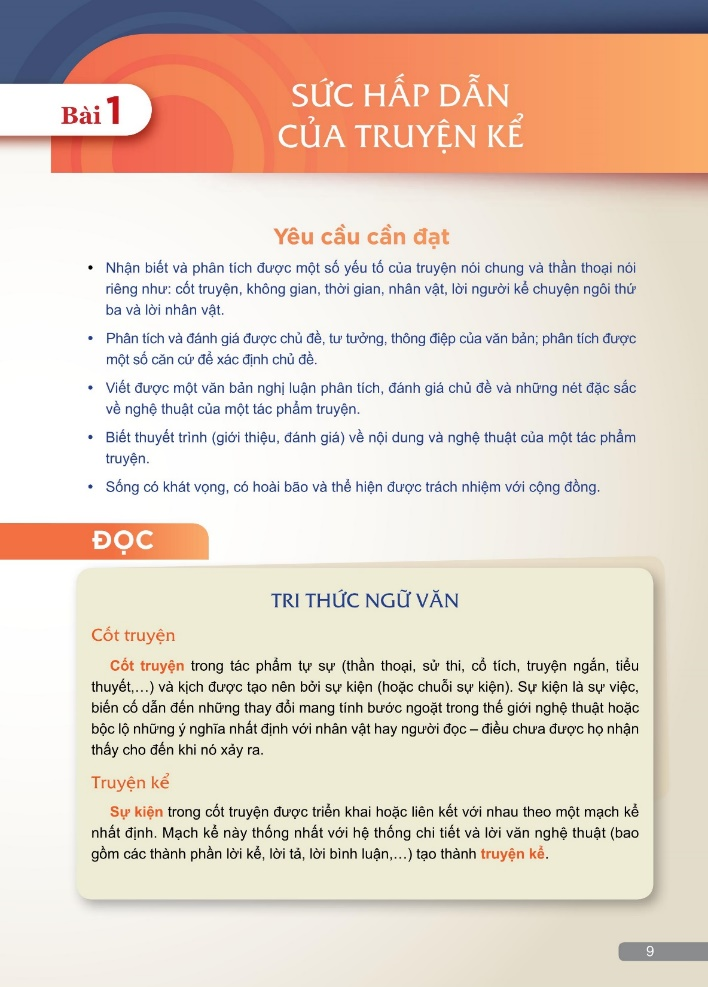 Bài 1
SỨC HẤP DẪN
CỦA TRUYỆN KỂ
Yêu cầu cần đạt
• Nhận biết và phân tích được một số yếu tố của truyện nói chung và thần thoại nói
riêng như: cốt truyện, không gian, thời gian, nhân vật, lời người kể chuyện ngôi thứ
ba và lời nhân vật.
• Phân tích và đánh giá được chủ đề, tư tưởng, thông điệp của văn bản; phân tích được
một số căn cứ để xác định chủ đề.
• Viết được một văn bản nghị luận phân tích, đánh giá chủ đề và những nét đặc sắc
về nghệ thuật của một tác phẩm truyện.
• Biết thuyết trình (giới thiệu, đánh giá) về nội dung và nghệ thuật của một tác phẩm
truyện.
• Sống có khát vọng, có hoài bão và thể hiện được trách nhiệm với cộng đồng.
ĐỌC
TRI THỨC NGỮ VĂN
Cốt truyện
Cốt truyện trong tác phẩm tự sự (thần thoại, sử thi, cổ tích, truyện ngắn, tiểu
thuyết,…) và kịch được tạo nên bởi sự kiện (hoặc chuỗi sự kiện). Sự kiện là sự việc,
biến cố dẫn đến những thay đổi mang tính bước ngoặt trong thế giới nghệ thuật hoặc
bộc lộ những ý nghĩa nhất định với nhân vật hay người đọc – điều chưa được họ nhận
thấy cho đến khi nó xảy ra.
Truyện kể
Sự kiện trong cốt truyện được triển khai hoặc liên kết với nhau theo một mạch kể
nhất định. Mạch kể này thống nhất với hệ thống chi tiết và lời văn nghệ thuật (bao
gồm các thành phần lời kể, lời tả, lời bình luận,…) tạo thành truyện kể.
9